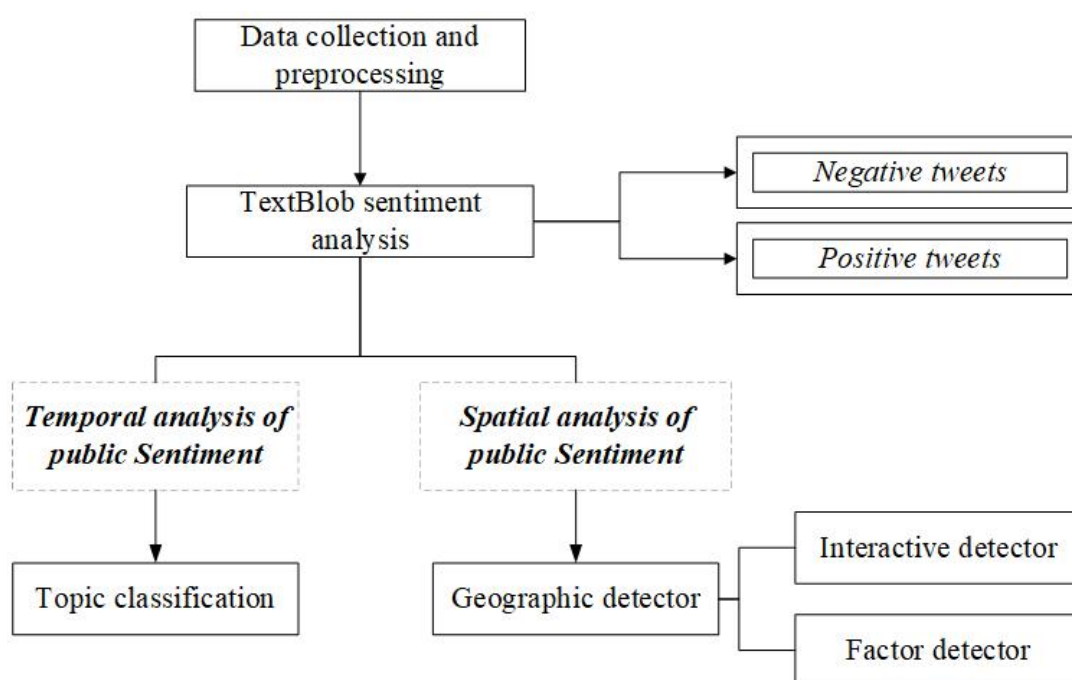 Data collection and
preprocessing
TextBlob sentiment
analysis
Negative tweets
Positive tweets
Temporal analysis of
public Sentiment
Spatial analysis of
public Sentiment
Topic classification
Geographic detector
Interactive detector
Factor detector